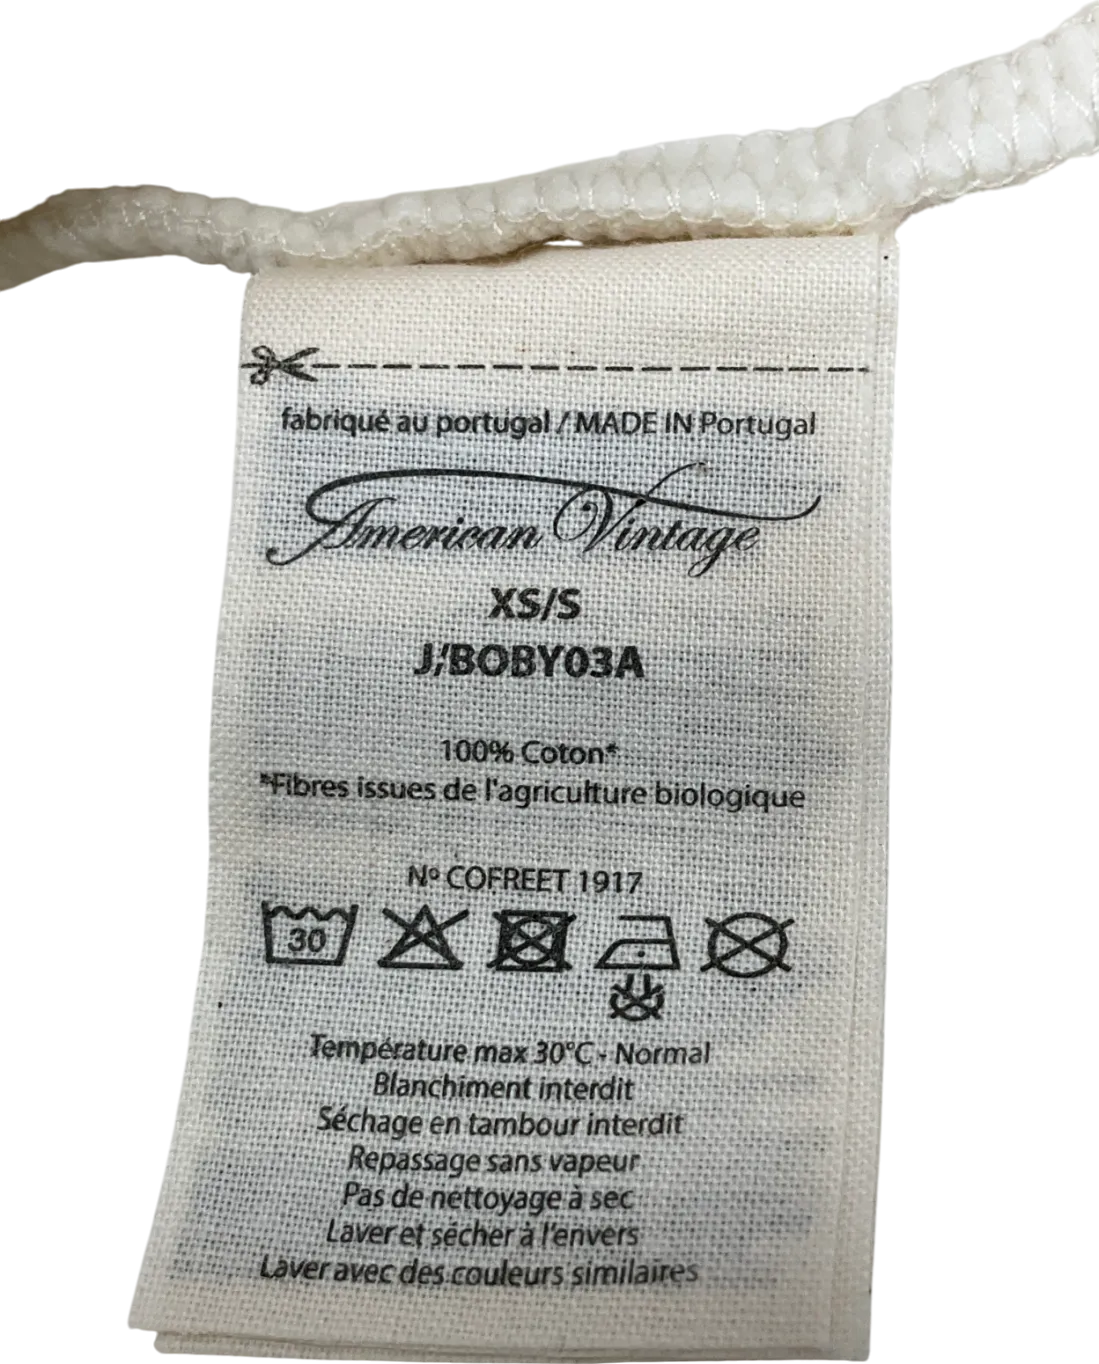 fabriqué au portugal / MADE IN Portugal
American Vintage
XS/S
J,'BOBY03A
100% Coton*
*Fibres issues de l'agriculture biologique
Nº COFREET 1917
30
Température max 30°C - Normal
Blanchiment interdit
Séchage en tambour interdit
Repassage sans vapeur
Pas de nettoyage à sec
Laver et sécher à l'envers
Laver avec des couleurs similaires